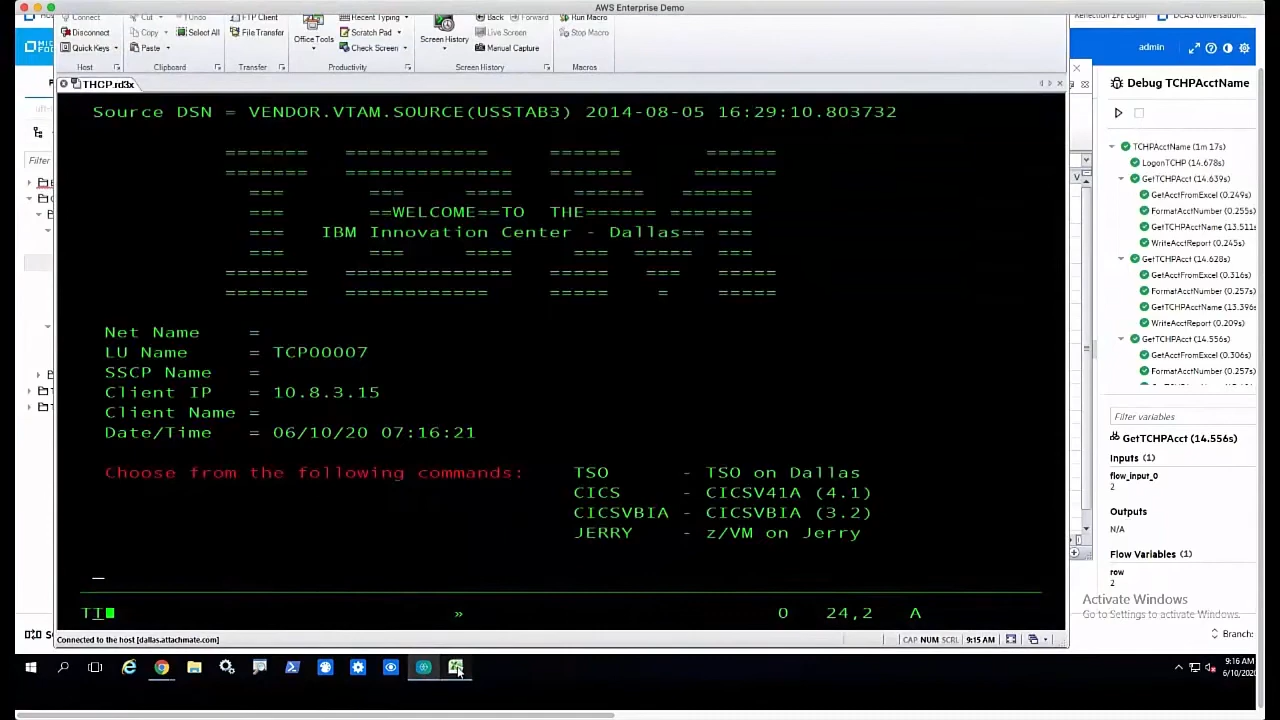 AWS Enterprise Demo
Connect
Cut
Undo
FTP Client
Recent Typing
Back
Forward
Run Macro
Disconnect
Copy
Select All
File Transfer
Office Tools
Scratch Pad
Screen History
Live Screen
Stop Macro
Quick Keys
Paste
Check Screen
Manual Capture
Host
Clipboard
Transfer
Productivity
Screen History
Macros
admin
THCP.rd3x
Debug TCHPAcctName
Source DSN = VENDOR.VTAM.SOURCE(USSTAB3) 2014-08-05 16:29:10.803732
======= ============ ====== ======
======= ============== ======= =======
=== === ==== ====== ======
=== ==WELCOME==TO THE====== =======
=== IBM Innovation Center - Dallas== ===
=== === ==== === ===== ===
======= ============== ===== === =====
======= ============ ===== = =====
Net Name =
LU Name = TCP00007
SSCP Name =
Client IP = 10.8.3.15
Client Name =
Date/Time = 06/10/20 07:16:21
Choose from the following commands: TSO - TSO on Dallas
CICS - CICSV41A (4.1)
CICSVBIA - CICSVBIA (3.2)
JERRY - z/VM on Jerry
TI
»
0 24,2 A
Connected to the host [dallas.attachmate.com]
CAP NUM SCRL 9:15 AM
Filter
TCHPAcctName (1m 17s)
LogonTCHP (14.678s)
GetTCHPAcct (14.639s)
GetAcctFromExcel (0.249s)
FormatAcctNumber (0.255s)
GetTCHPAcctName (13.511s
WriteAcctReport (0.245s)
GetTCHPAcct (14.628s)
GetAcctFromExcel (0.316s)
FormatAcctNumber (0.257s)
GetTCHPAcctName (13.396s
WriteAcctReport (0.209s)
GetTCHPAcct (14.556s)
GetAcctFromExcel (0.306s)
FormatAcctNumber (0.257s)
Filter variables
GetTCHPAcct (14.556s)
Inputs (1)
flow_input_0
2
Outputs
N/A
Flow Variables (1)
row
2
Activate Windows
Go to Settings to Activate Windows.
Branch:
9:16 AM
6/10/202